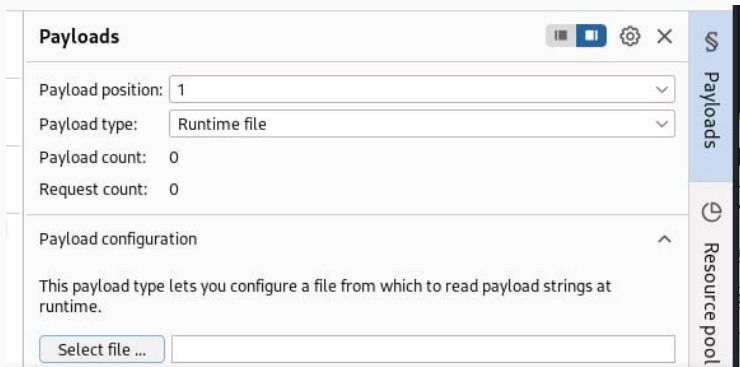 Payloads
Payload position: 1
Payload type: Runtime file
Payload count: 0
Request count: 0
Payload configuration
This payload type lets you configure a file from which to read payload strings at
runtime.
Select file ...
§ Payloads
Resource pool